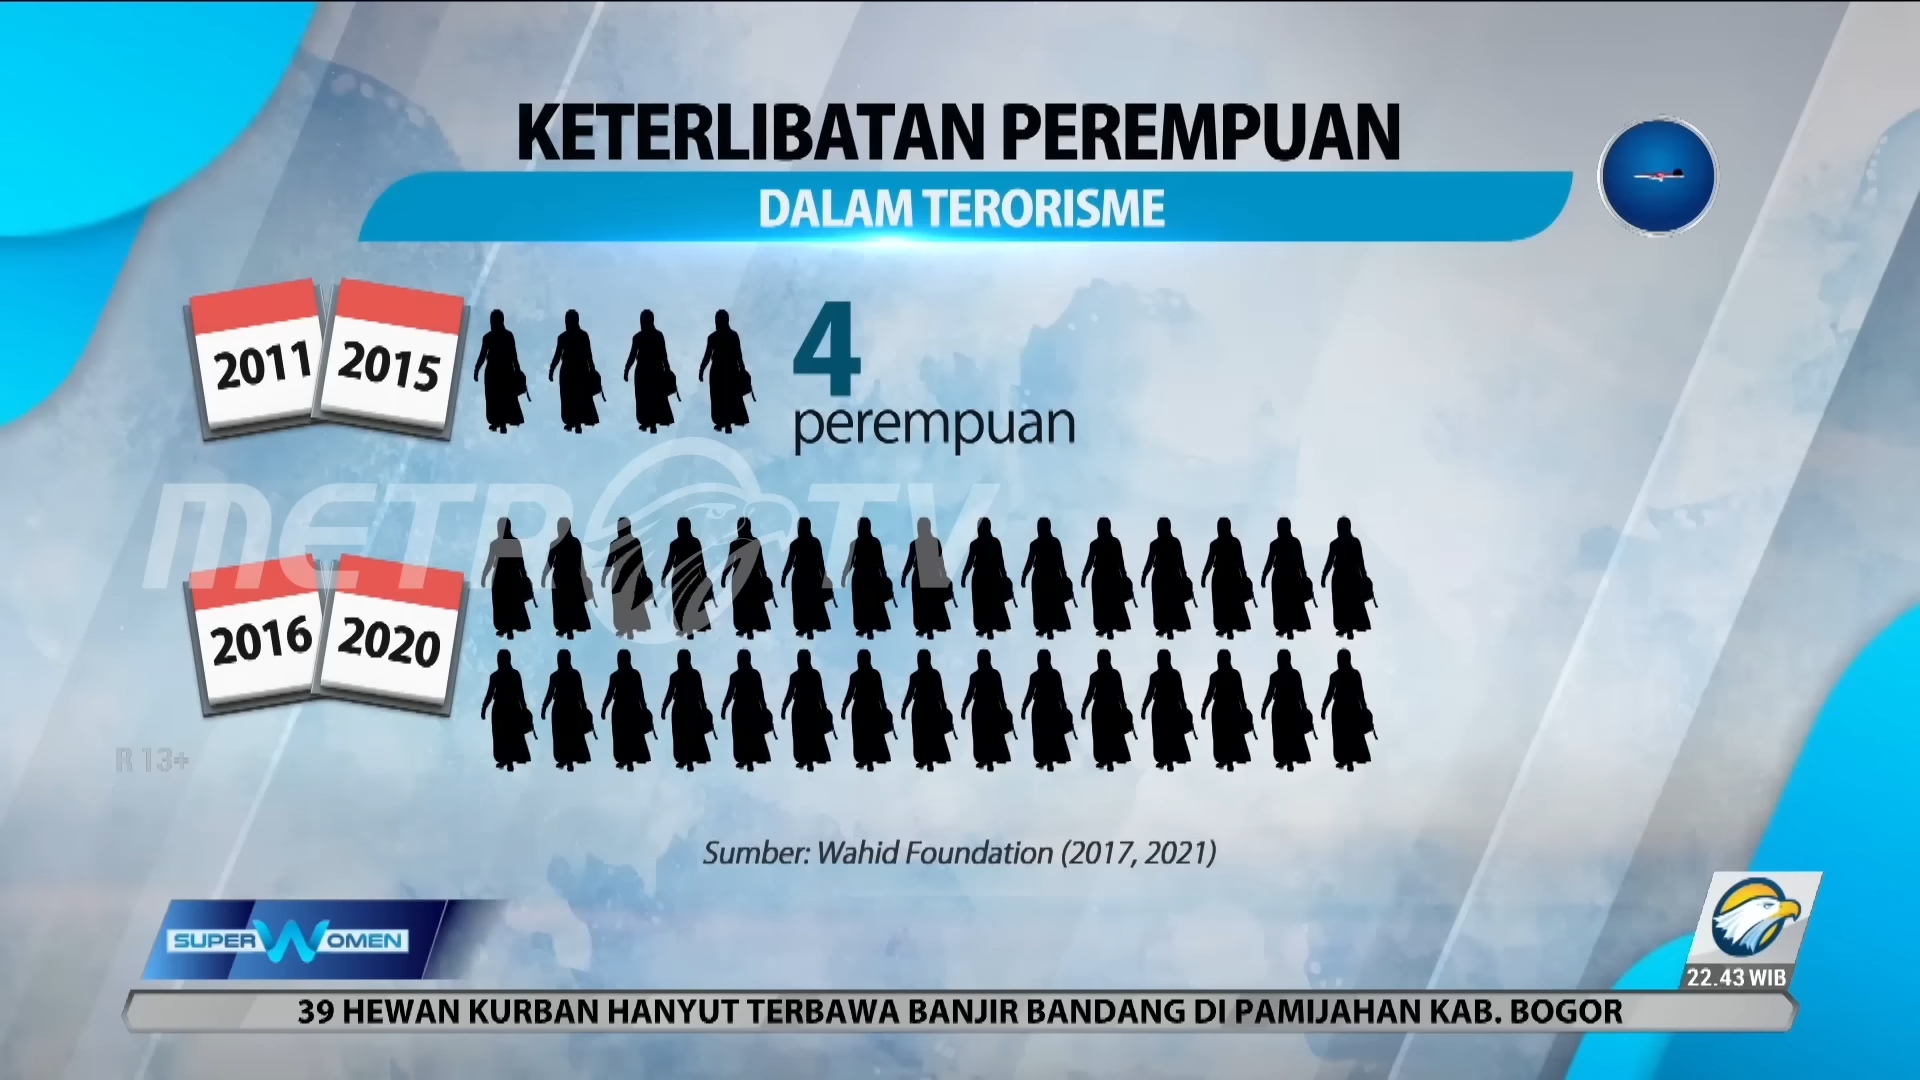 KETERLIBATAN PEREMPUAN
DALAM TERORISME
2011 2015
4
perempuan
METRO TV
2016 2020
R 13+
Sumber: Wahid Foundation (2017, 2021)
SUPER WOMEN
22.43 WIB
39 HEWAN KURBAN HANYUT TERBAWA BANJIR BANDANG DI PAMIJAHAN KAB. BOGOR